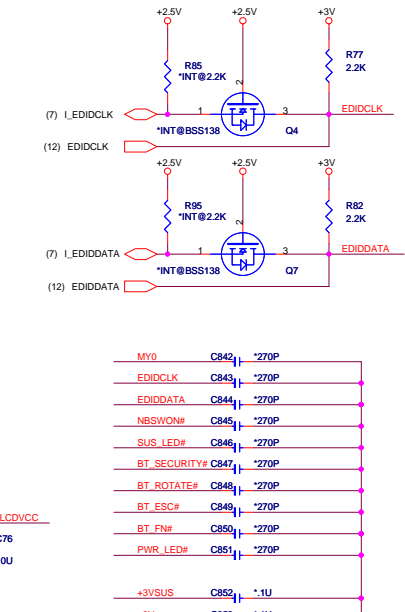 +2.5V +2.5V +3V
R85 *INT@2.2K
R77 2.2K
2
(7) I_EDIDCLK 1 3 EDIDCLK
*INT@BSS138 Q4
(12) EDIDCLK
+2.5V +2.5V +3V
R95 *INT@2.2K
R82 2.2K
2
(7) I_EDIDDATA 1 3 EDIDDATA
*INT@BSS138 Q7
(12) EDIDDATA
MY0 C842 *270P
EDIDCLK C843 *270P
EDIDDATA C844 *270P
NBSWON# C845 *270P
SUS_LED# C846 *270P
BT_SECURITY# C847 *270P
BT_ROTATE# C848 *270P
LCDVCC
BT_ESC# C849 *270P
C76
BT_FN# C850 *270P
PWR_LED# C851 *270P
0U
+3VSUS C852 *.1U